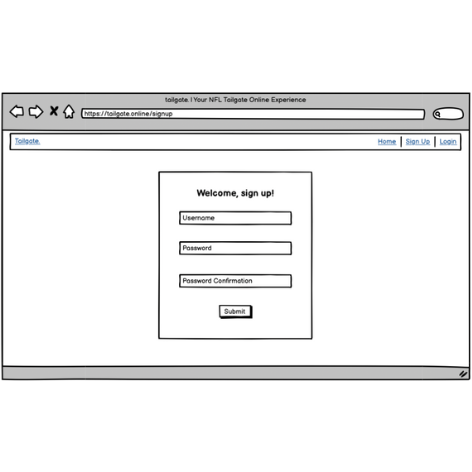 tailgate. | Your NFL Tailgate Online Experience
https://tailgate.online/signup
Tailgate. Home Sign Up Login
Welcome, sign up!
Username
Password
Password Confirmation
Submit